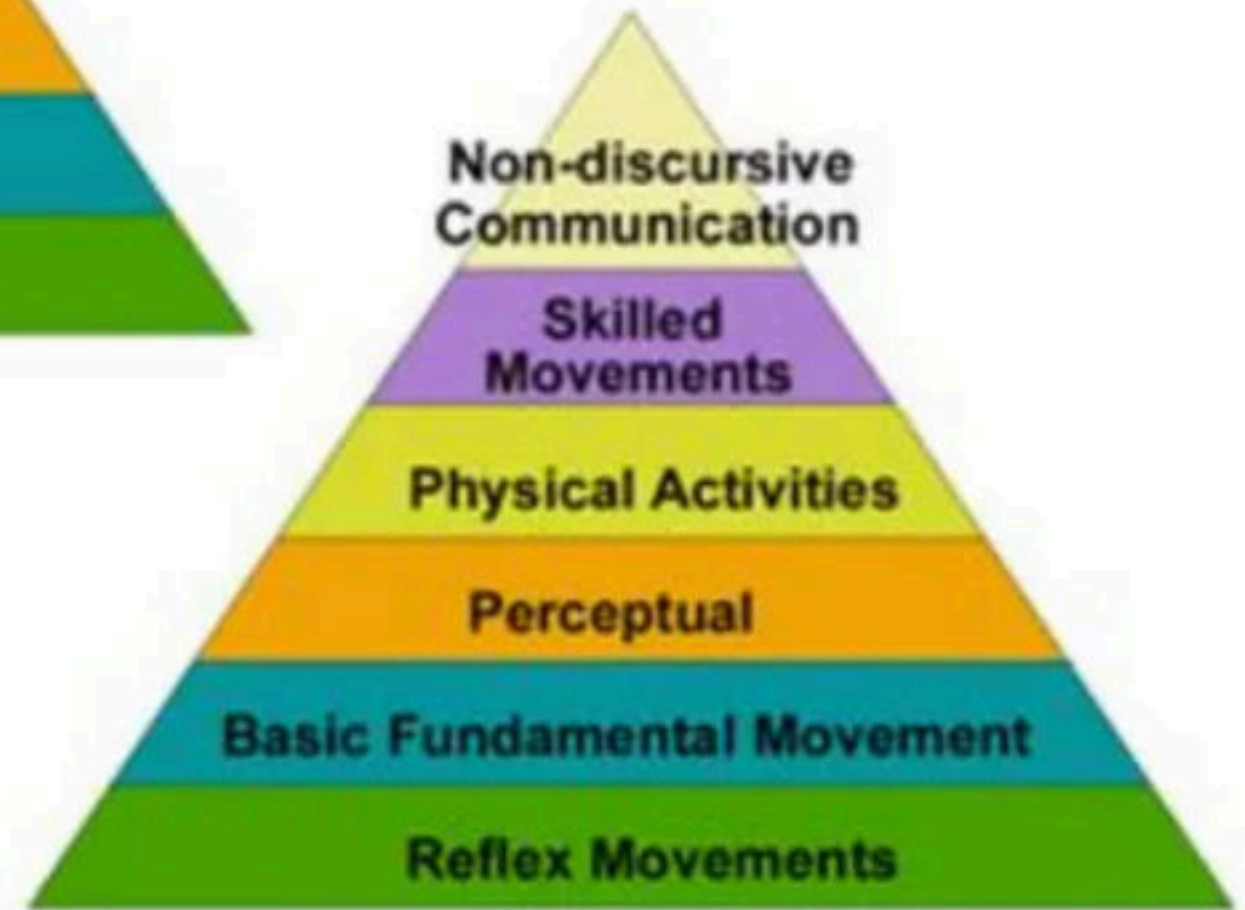 Non-discursive
Communication
Skilled
Movements
Physical Activities
Perceptual
Basic Fundamental Movement
Reflex Movements